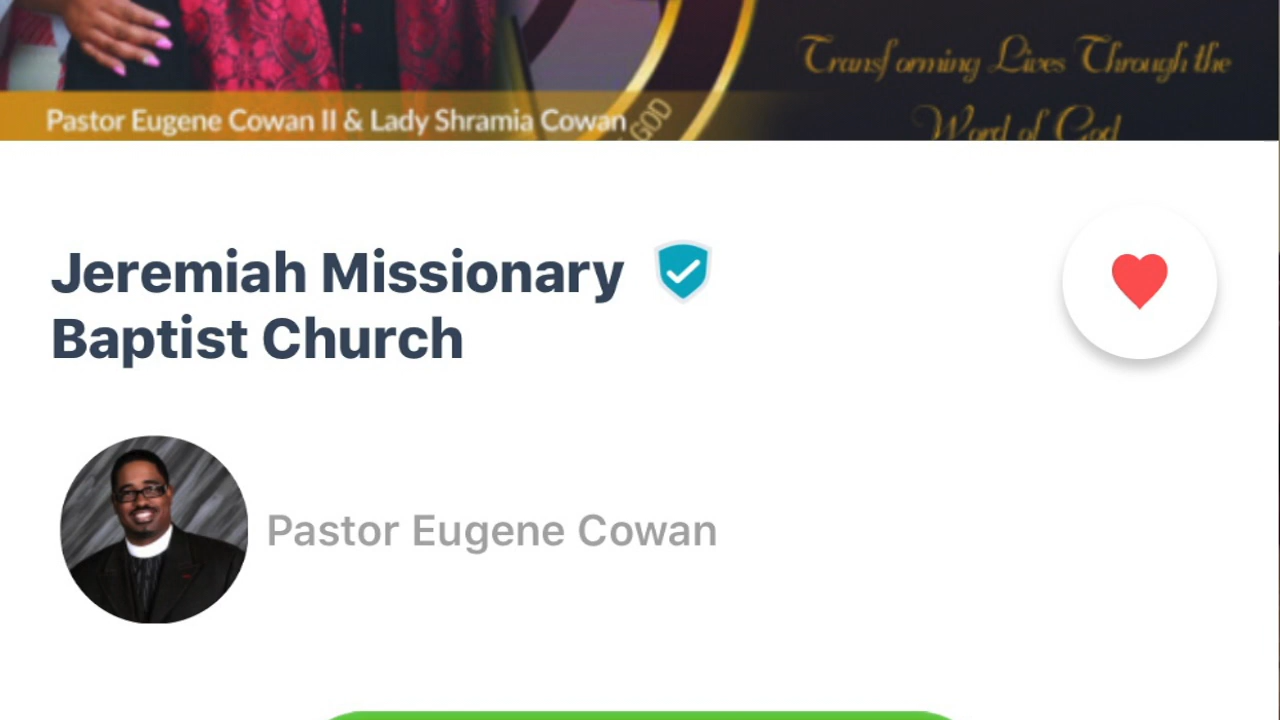 Transforming Lives Through the
Word of God
Pastor Eugene Cowan II & Lady Shramia Cowan
GOD
Jeremiah Missionary
Baptist Church
Pastor Eugene Cowan